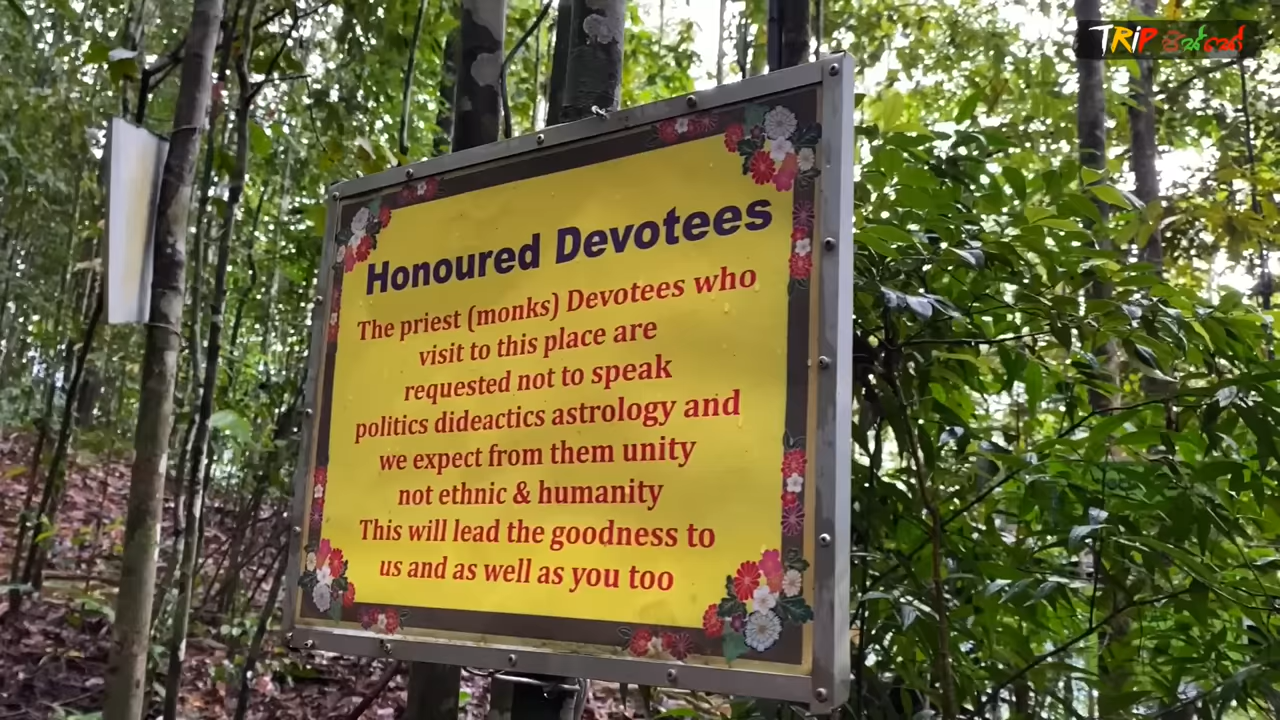 TRIP පිස්සෝ
Honoured Devotees
The priest (monks) Devotees who
visit to this place are
requested not to speak
politics dideactics astrology and
we expect from them unity
not ethnic & humanity
This will lead the goodness to
us and as well as you too